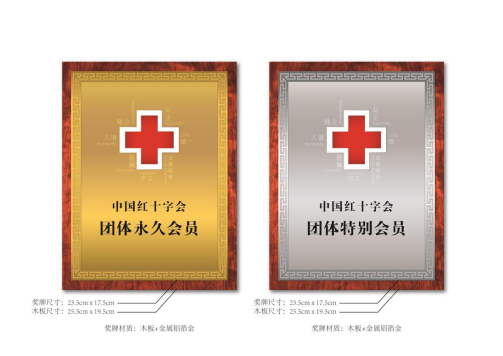 中国红十字会
团体永久会员
奖牌尺寸：23.5cm x 17.5cm
木板尺寸：25.5cm x 19.5cm
奖牌材质：木板+金属铝箔金
中国红十字会
团体特别会员
奖牌尺寸：23.5cm x 17.5cm
木板尺寸：25.5cm x 19.5cm
奖牌材质：木板+金属铝箔金